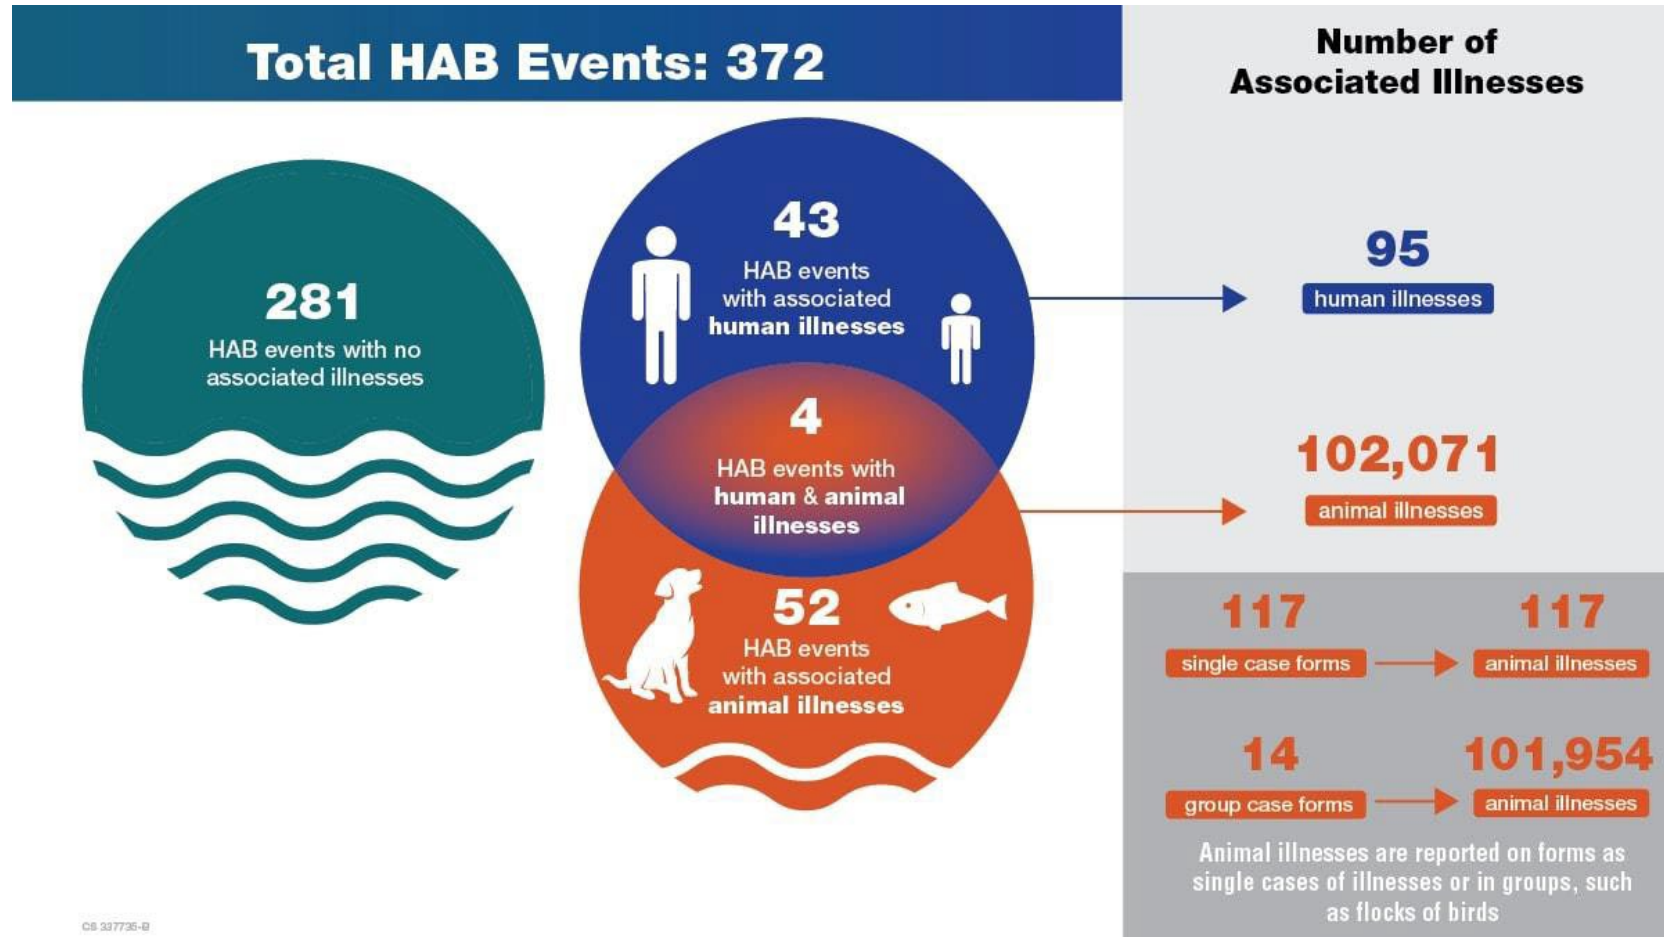 Total HAB Events: 372
Number of
Associated Illnesses
281
HAB events with no
associated illnesses
43
HAB events
with associated
human illnesses
4
HAB events with
human & animal
illnesses
52
HAB events
with associated
animal illnesses
95
human illnesses
102,071
animal illnesses
117
single case forms
117
animal illnesses
14
group case forms
101,954
animal illnesses
Animal illnesses are reported on forms as
single cases of illnesses or in groups, such
as flocks of birds
CS 337735-B